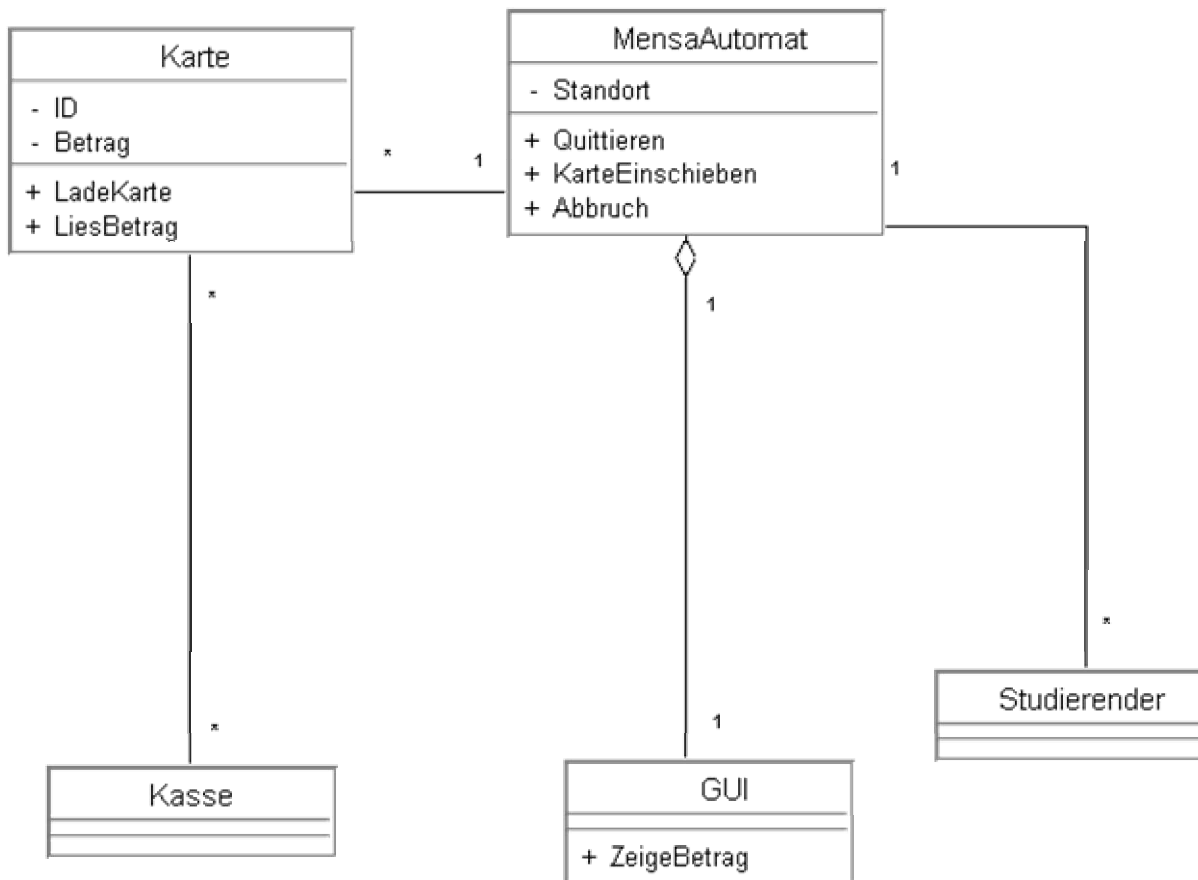 Karte
- ID
- Betrag
+ LadeKarte
+ LiesBetrag
MensaAutomat
- Standort
+ Quittieren
+ KarteEinschieben
+ Abbruch
* 1
1
*
1
*
*
1
Studierender
Kasse
GUI
+ ZeigeBetrag